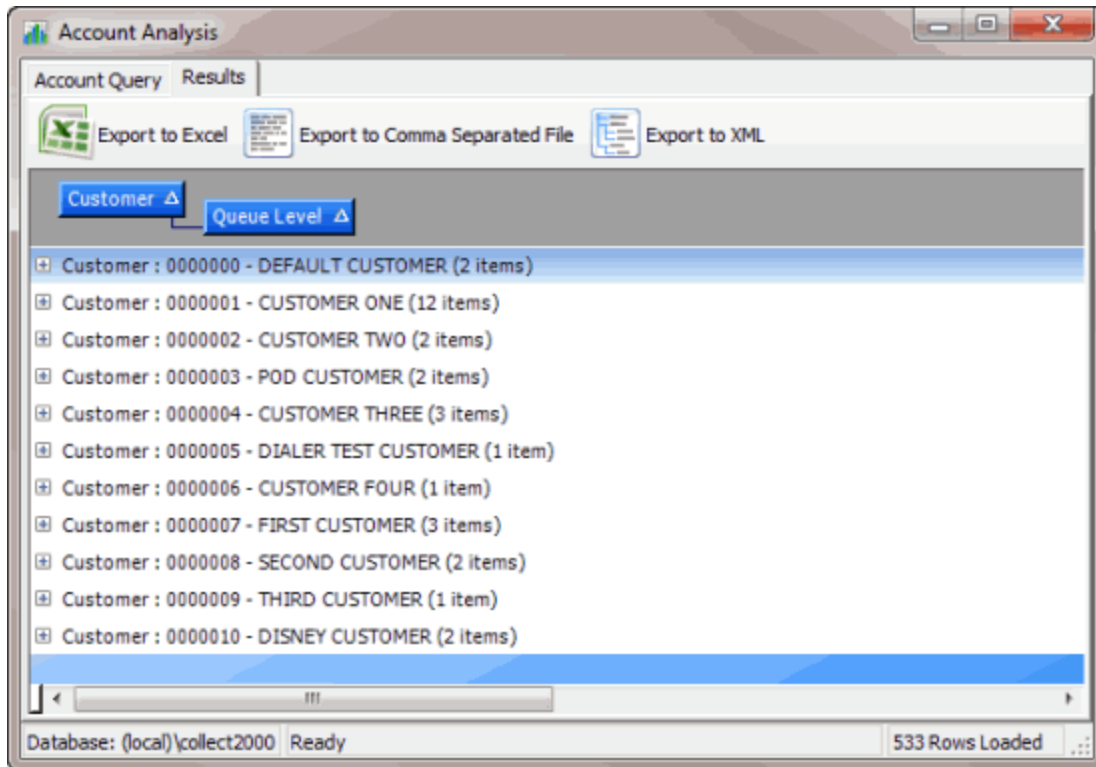 Account Analysis
Account Query Results
Export to Excel Export to Comma Separated File Export to XML
Customer
Queue Level
Customer : 0000000 - DEFAULT CUSTOMER (2 items)
Customer : 0000001 - CUSTOMER ONE (12 items)
Customer : 0000002 - CUSTOMER TWO (2 items)
Customer : 0000003 - POD CUSTOMER (2 items)
Customer : 0000004 - CUSTOMER THREE (3 items)
Customer : 0000005 - DIALER TEST CUSTOMER (1 item)
Customer : 0000006 - CUSTOMER FOUR (1 item)
Customer : 0000007 - FIRST CUSTOMER (3 items)
Customer : 0000008 - SECOND CUSTOMER (2 items)
Customer : 0000009 - THIRD CUSTOMER (1 item)
Customer : 0000010 - DISNEY CUSTOMER (2 items)
Database: (local)\collect2000 Ready 533 Rows Loaded